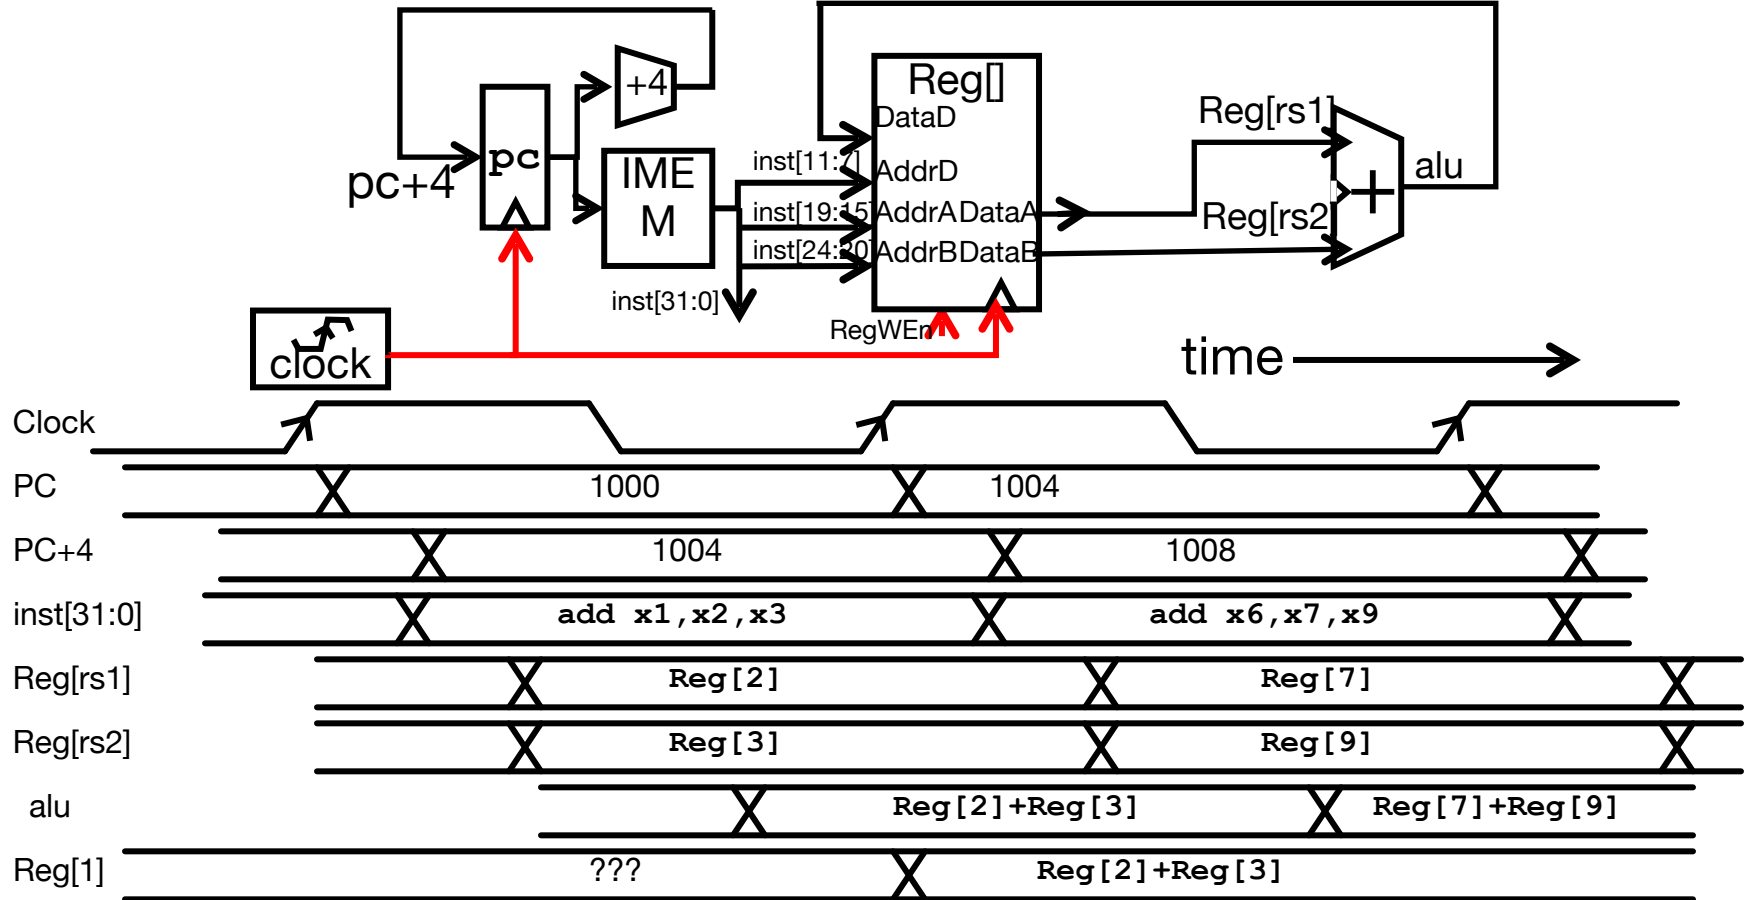 +4
Reg[]
DataD
Reg[rs1]
pc
IME
M
inst[11:7]
AddrD
alu
pc+4
+
inst[19:15]
AddrA
DataA
Reg[rs2
inst[24:20]
AddrB
DataB
inst[31:0]
RegWEn
clock
time
Clock
PC 1000 1004
PC+4 1004 1008
inst[31:0] add x1,x2,x3 add x6,x7,x9
Reg[rs1] Reg[2] Reg[7]
Reg[rs2] Reg[3] Reg[9]
alu Reg[2]+Reg[3] Reg[7]+Reg[9]
Reg[1] ??? Reg[2]+Reg[3]